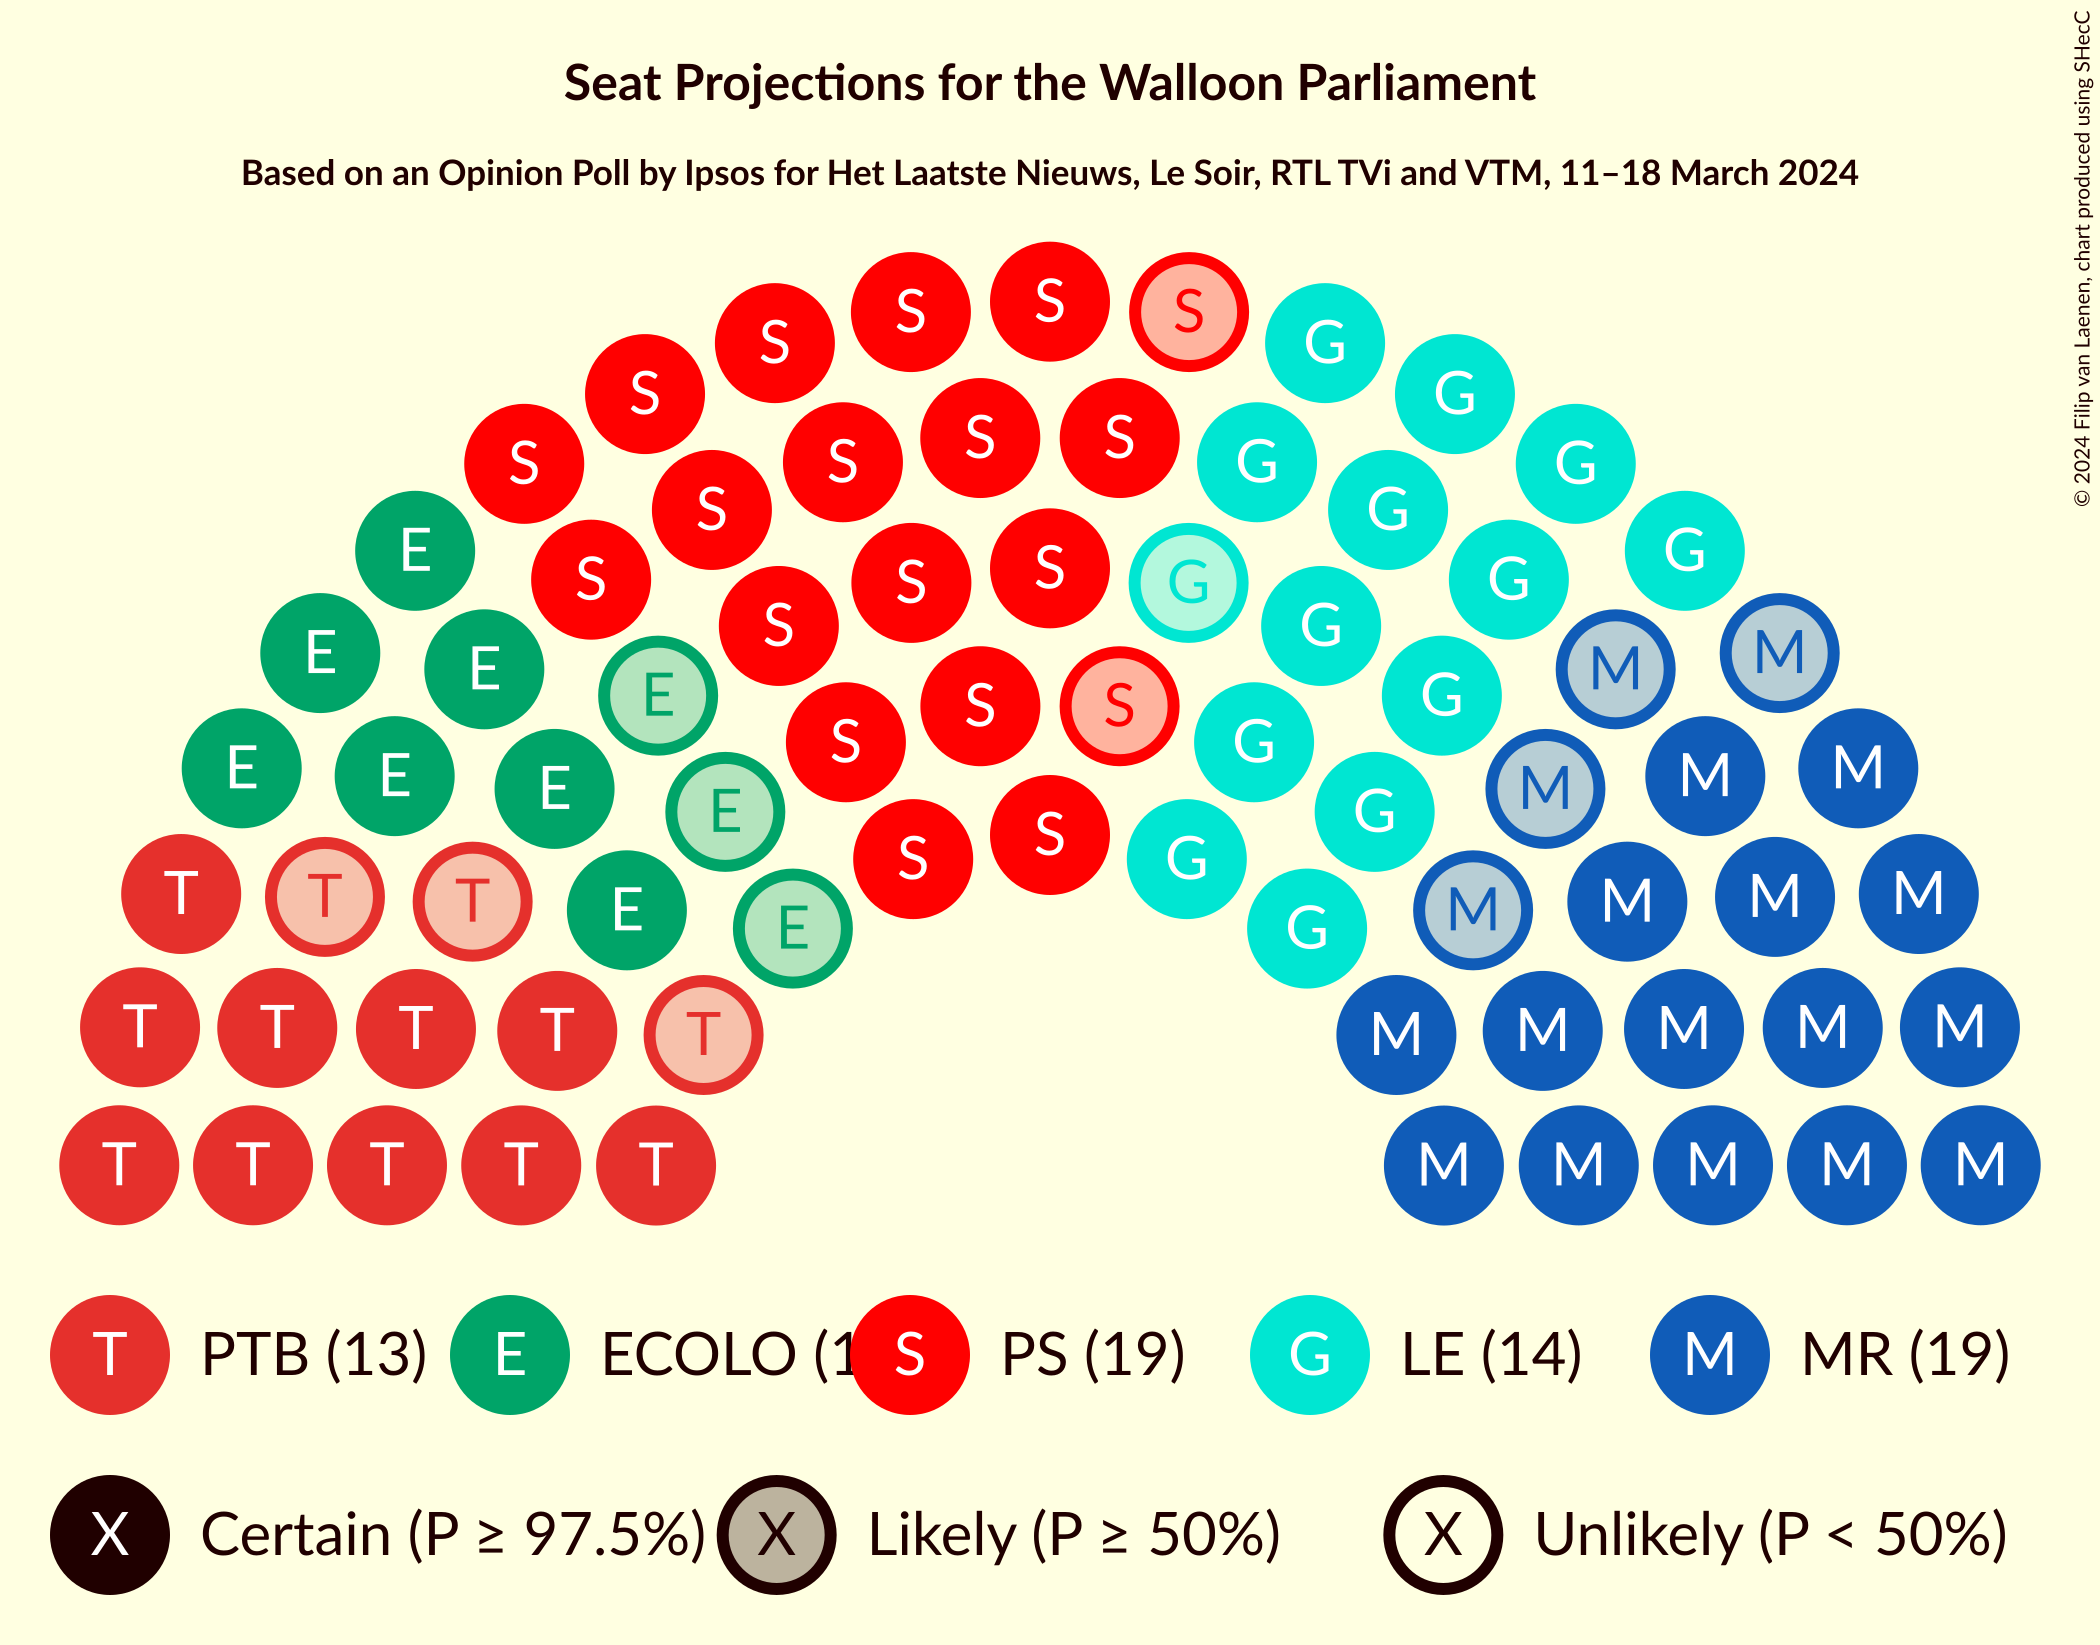 Seat Projections for the Walloon Parliament
Based on an Opinion Poll by Ipsos for Het Laatste Nieuws, Le Soir, RTL TVi and VTM, 11–18 March 2024
© 2024 Filip van Laenen, chart produced using SHecC
S S S S S S G G
S S S S S G G G
E S S S S G G G G
E E E S S S G G M M
E E E E S G G M M M
T T T E E S S G G M M M M
T T T T T M M M M M
T T T T T M M M M M
T PTB (13) E ECOLO (1 S PS (19) G LE (14) M MR (19)
X Certain (P ≥ 97.5%) X Likely (P ≥ 50%) X Unlikely (P < 50%)